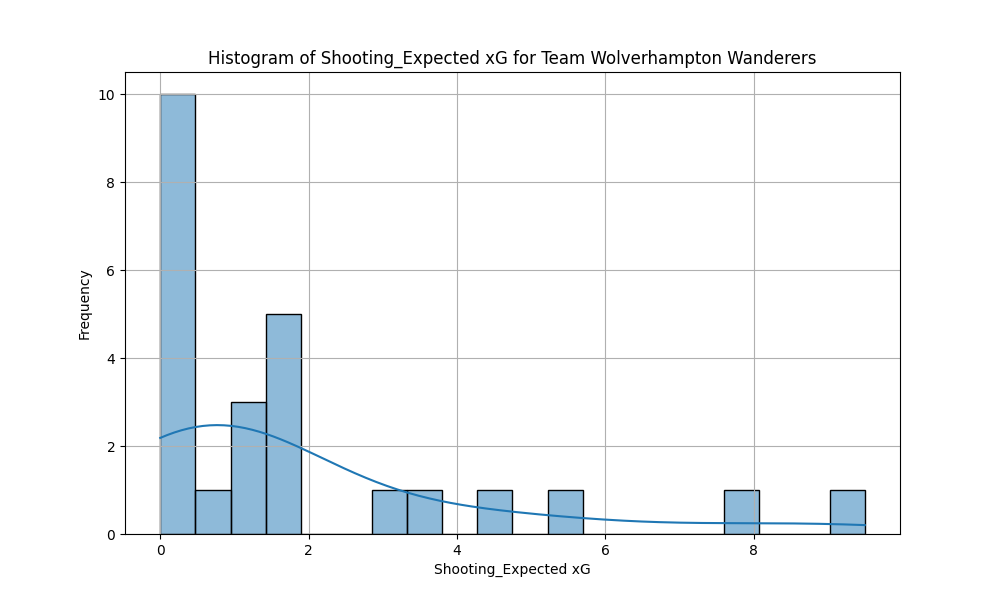 Histogram of Shooting_Expected xG for Team Wolverhampton Wanderers
Frequency
10
8
6
4
2
0
0 2 4 6 8
Shooting_Expected xG